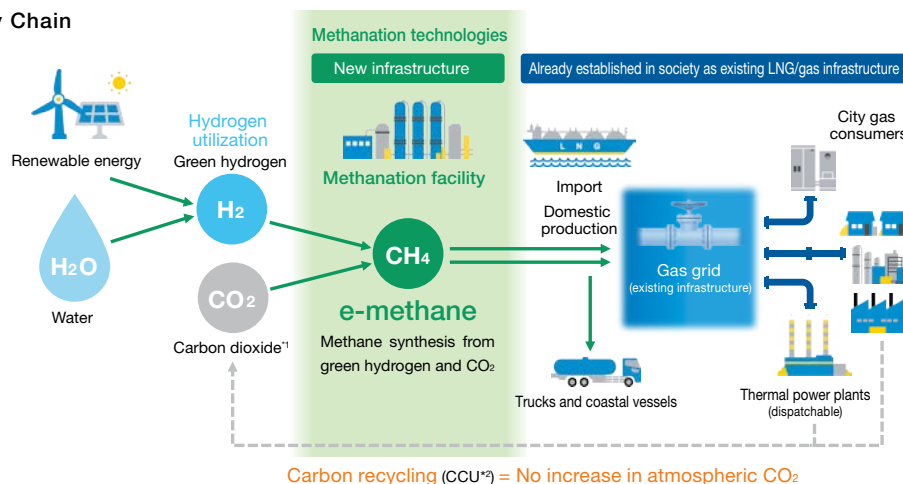 Chain
Methanation technologies
New infrastructure
Already established in society as existing LNG/gas infrastructure
Renewable energy
Hydrogen
utilization
Green hydrogen
H₂
H₂O
Water
CO₂
Carbon dioxide*1
Methanation facility
CH₄
e-methane
Methane synthesis from
green hydrogen and CO₂
L N G
Import
Domestic
production
Gas grid
(existing infrastructure)
Trucks and coastal vessels
City gas
consumers
Thermal power plants
(dispatchable)
Carbon recycling (CCU*2) = No increase in atmospheric CO₂